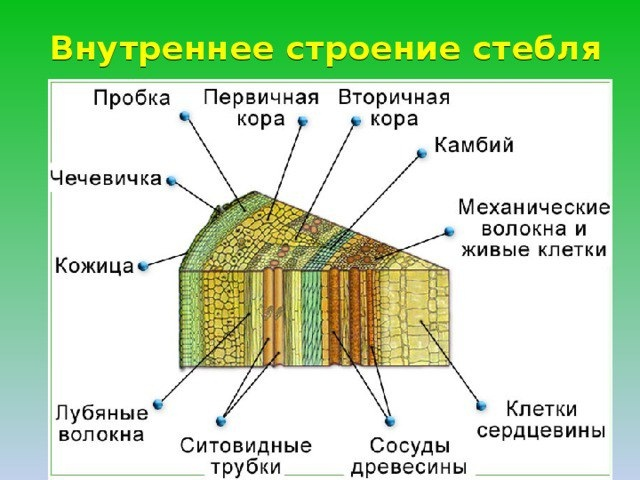 Внутреннее строение стебля
Пробка
Первичная
кора
Вторичная
кора
Камбий
Чечевичка
Механические
волокна и
живые клетки
Кожица
Лубяные
волокна
Ситовидные
трубки
Сосуды
древесины
Клетки
сердцевины